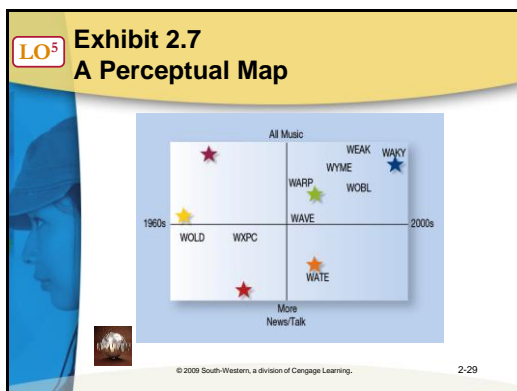 LO5
Exhibit 2.7
A Perceptual Map
All Music
WEAK
WAKY
WYME
WARP
WOBL
WAVE
1960s
2000s
WOLD
WXPC
WATE
More
News/Talk
© 2009 South-Western, a division of Cengage Learning.
2-29